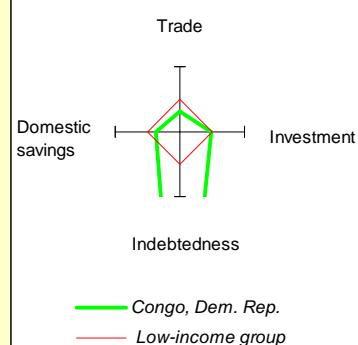 Trade
Domestic
savings
Investment
Indebtedness
Congo, Dem. Rep.
Low-income group